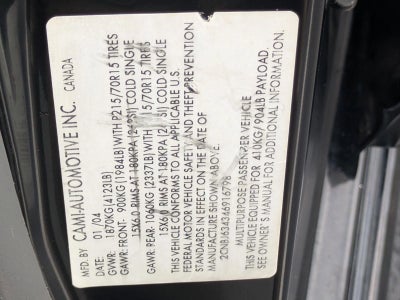 MFD. BY CAMI-AUTOMOTIVE INC.
CANADA
DATE 01/04
GVWR: 1870KG(4123LB)
GAWR-FRONT: 900KG(1984LB)WITH P215/70R15 TIRES
15X6.0 RIMS AT 180KPA(26PSI) COLD SINGLE
GAWR-REAR: 1060KG(2337LB)WITH 215/70R15 TIRES
15X6.0 RIMS AT 180KPA(26PSI) COLD SINGLE
THIS VEHICLE CONFORMS TO ALL APPLICABLE U.S.
FEDERAL MOTOR VEHICLE SAFETY AND THEFT PREVENTION
STANDARDS IN EFFECT ON THE DATE OF
MANUFACTURE SHOWN ABOVE.
2CNBJ634346916798
MULTIPURPOSE PASSENGER VEHICLE
THIS VEHICLE EQUIPPED FOR 410KG/904LB PAYLOAD.
SEE OWNER'S MANUAL FOR ADDITIONAL INFORMATION.